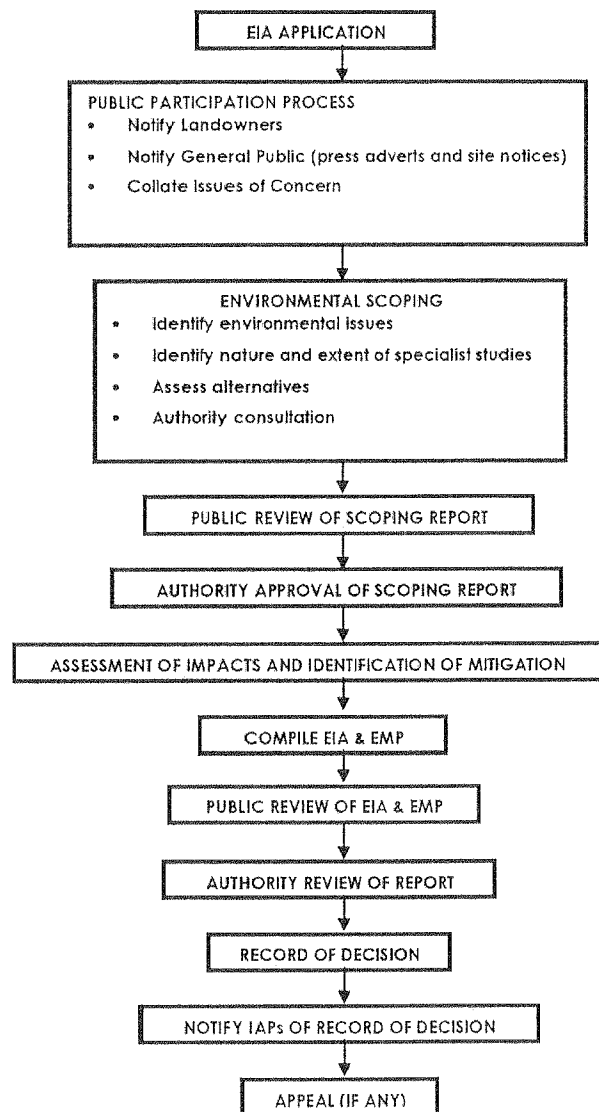 EIA APPLICATION
PUBLIC PARTICIPATION PROCESS
• Notify Landowners
• Notify General Public (press adverts and site notices)
• Collate Issues of Concern
ENVIRONMENTAL SCOPING
• Identify environmental issues
• Identify nature and extent of specialist studies
• Assess alternatives
• Authority consultation
PUBLIC REVIEW OF SCOPING REPORT
AUTHORITY APPROVAL OF SCOPING REPORT
ASSESSMENT OF IMPACTS AND IDENTIFICATION OF MITIGATION
COMPILE EIA & EMP
PUBLIC REVIEW OF EIA & EMP
AUTHORITY REVIEW OF REPORT
RECORD OF DECISION
NOTIFY IAPs OF RECORD OF DECISION
APPEAL (IF ANY)